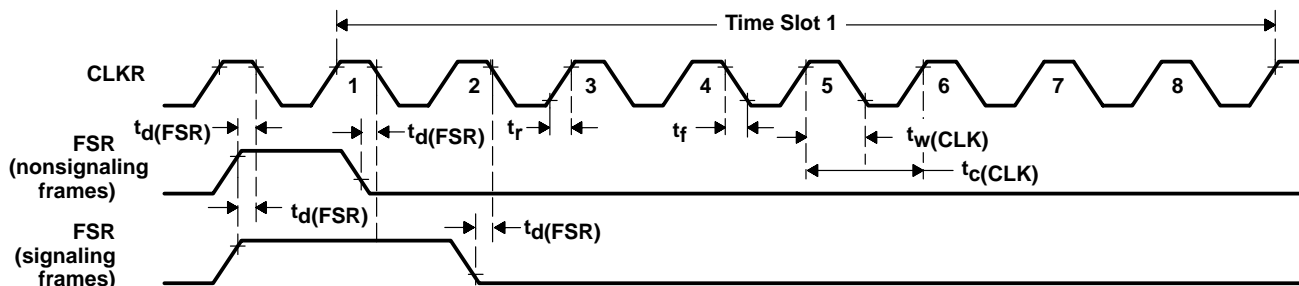 Time Slot 1
CLKR
1 2 3 4 5 6 7 8
td(FSR) td(FSR) tr tf tw(CLK)
FSR
(nonsignaling
frames)
tc(CLK)
td(FSR) td(FSR)
FSR
(signaling
frames)